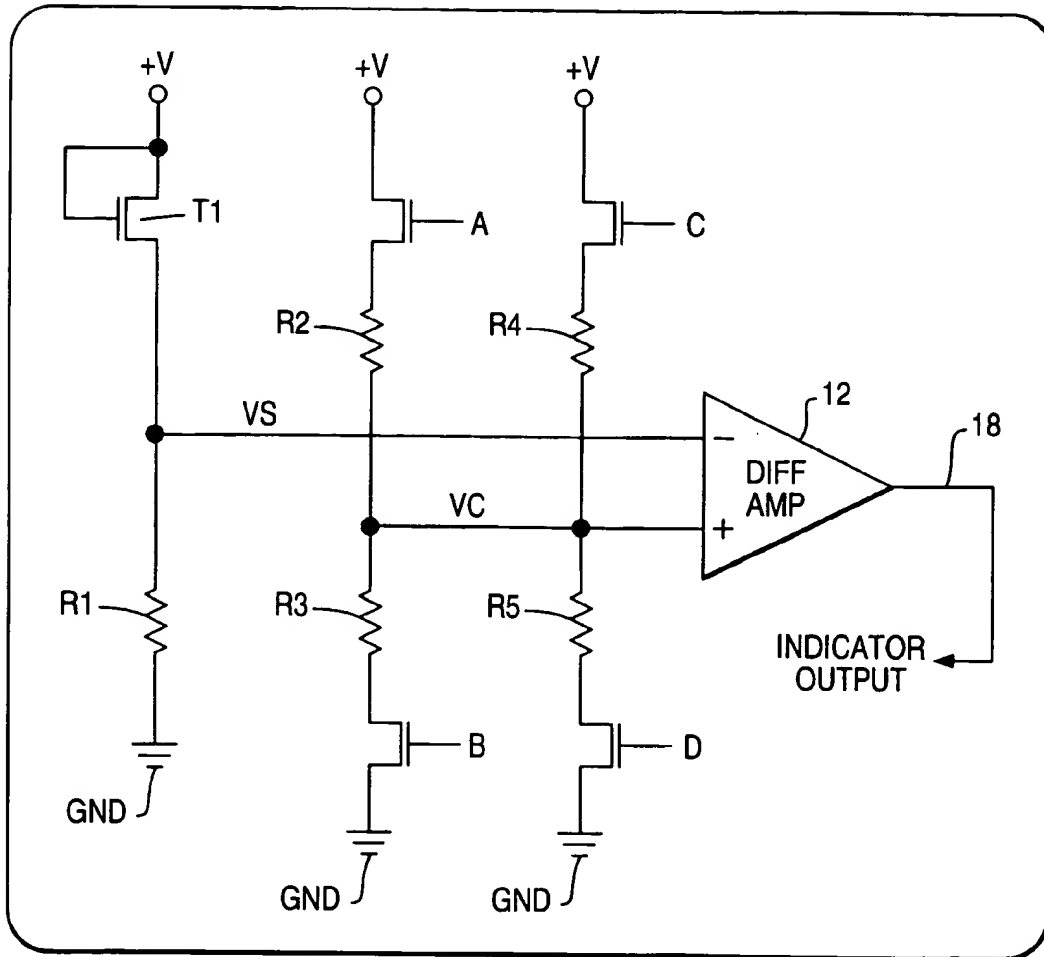 +V
+V
+V
T1
A
C
R2
R4
VS
12
18
DIFF
AMP
-
+
VC
R1
R3
R5
INDICATOR
OUTPUT
B
D
GND
GND
GND